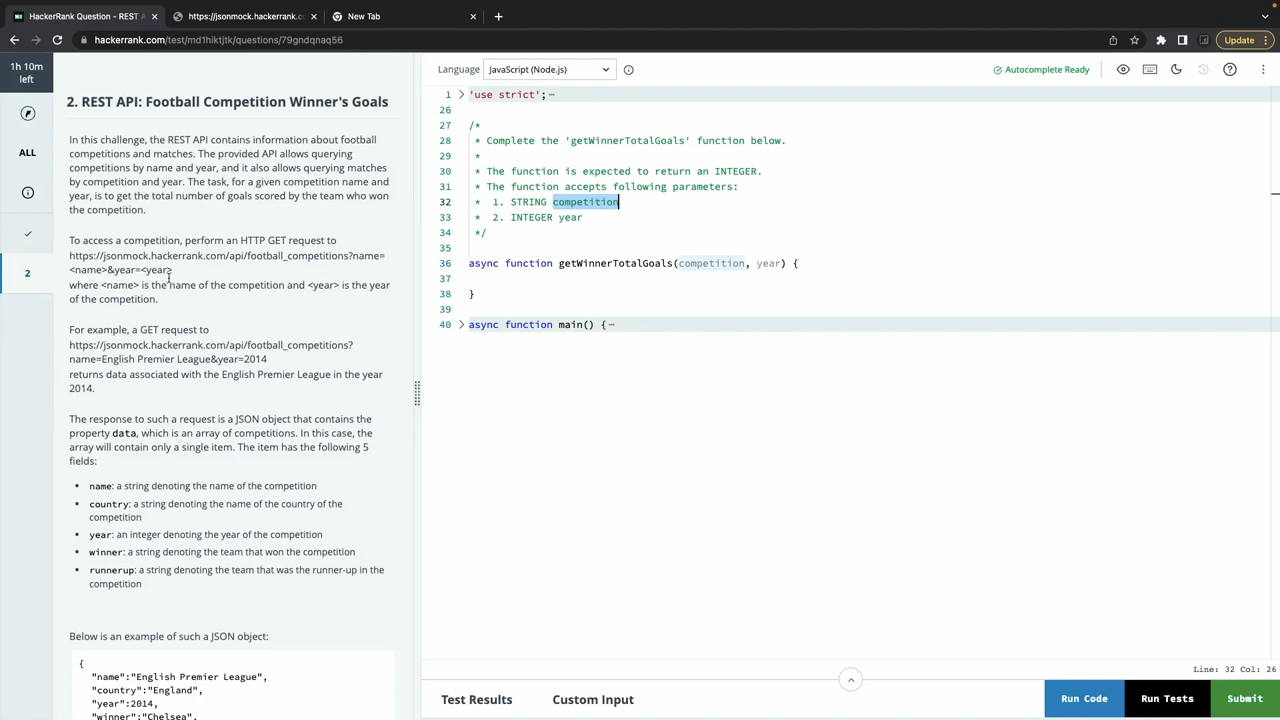 HackerRank Question - REST A
https://jsonmock.hackerrank.c
New Tab
hackerrank.com/test/md1hiktjtk/questions/79gndqnaq56
Update
1h 10m
left
ALL
2
2. REST API: Football Competition Winner's Goals
In this challenge, the REST API contains information about football
competitions and matches. The provided API allows querying
competitions by name and year, and it also allows querying matches
by competition and year. The task, for a given competition name and
year, is to get the total number of goals scored by the team who won
the competition.
To access a competition, perform an HTTP GET request to
https://jsonmock.hackerrank.com/api/football_competitions?name=
<name>&year=<year>
where <name> is the name of the competition and <year> is the year
of the competition.
For example, a GET request to
https://jsonmock.hackerrank.com/api/football_competitions?
name=English Premier League&year=2014
returns data associated with the English Premier League in the year
2014.
The response to such a request is a JSON object that contains the
property data, which is an array of competitions. In this case, the
array will contain only a single item. The item has the following 5
fields:
• name: a string denoting the name of the competition
• country: a string denoting the name of the country of the
competition
• year: an integer denoting the year of the competition
• winner: a string denoting the team that won the competition
• runnerup: a string denoting the team that was the runner-up in the
competition
Below is an example of such a JSON object:
{
"name":"English Premier League",
"country":"England",
"year":2014,
"winner":"Chelsea",
Language JavaScript (Node.js)
Autocomplete Ready
1 'use strict';
26
27 /*
28 * Complete the 'getWinnerTotalGoals' function below.
29 *
30 * The function is expected to return an INTEGER.
31 * The function accepts following parameters:
32 * 1. STRING competition
33 * 2. INTEGER year
34 */
35
36 async function getWinnerTotalGoals(competition, year) {
37
38 }
39
40 async function main() {
Line: 32 Col: 26
Test Results
Custom Input
Run Code
Run Tests
Submit